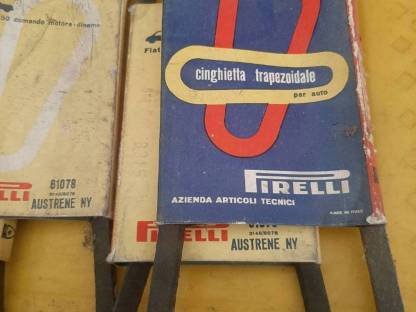 50 comando motore-dinamo
PIRELLI
61078
AUSTRENE NY
Fiat
PIRELLI
AUSTRENE NY
cinghietta trapezoidale
per auto
PIRELLI
AZIENDA ARTICOLI TECNICI
MADE IN ITALY